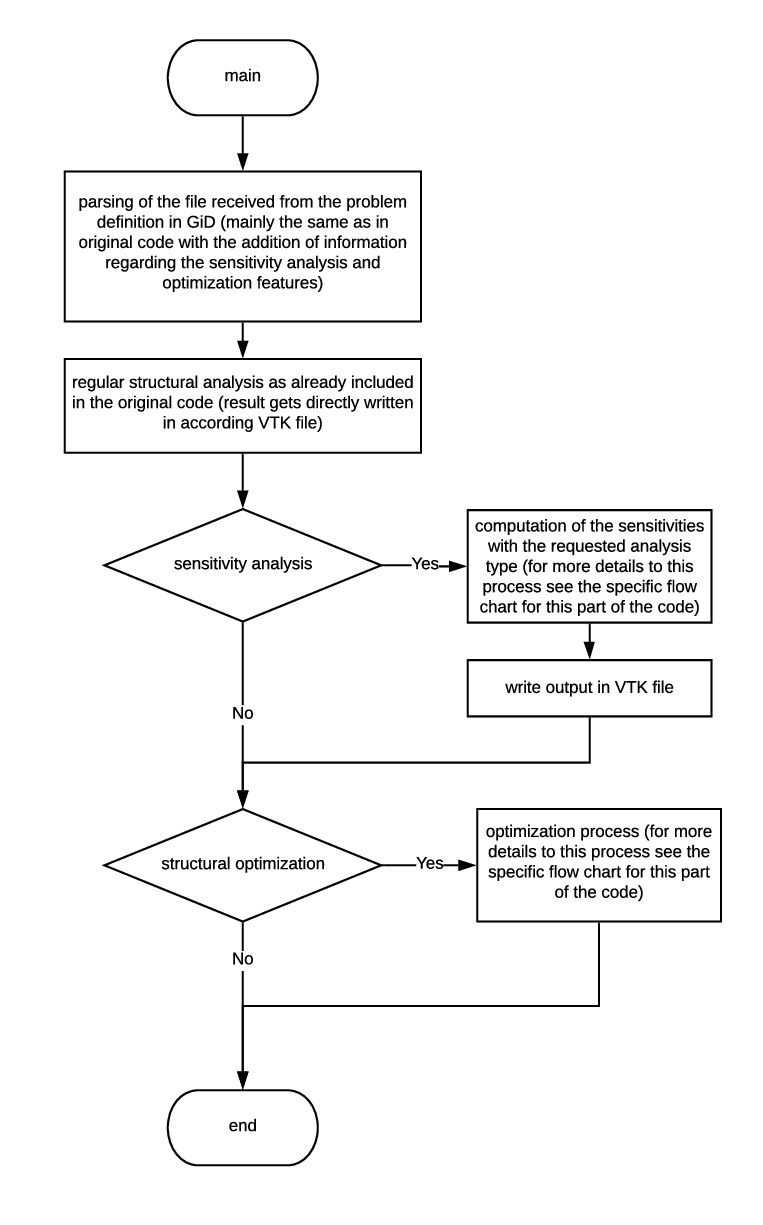 main
parsing of the file received from the problem
definition in GiD (mainly the same as in
original code with the addition of information
regarding the sensitivity analysis and
optimization features)
regular structural analysis as already included
in the original code (result gets directly written
in according VTK file)
sensitivity analysis
Yes
computation of the sensitivities
with the requested analysis
type (for more details to this
process see the specific flow
chart for this part of the code)
write output in VTK file
No
structural optimization
Yes
optimization process (for more
details to this process see the
specific flow chart for this part
of the code)
No
end